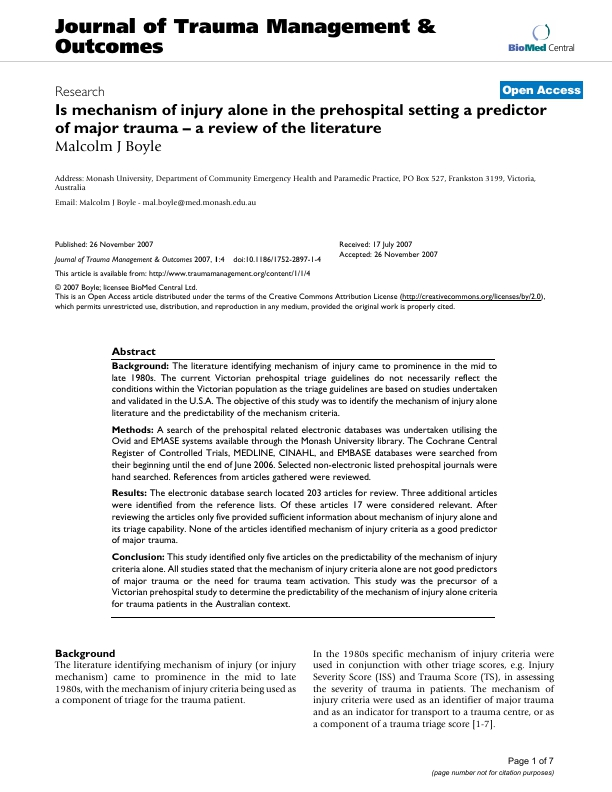 Journal of Trauma Management &
Outcomes
BioMed Central
Research
Open Access
Is mechanism of injury alone in the prehospital setting a predictor
of major trauma – a review of the literature
Malcolm J Boyle
Address: Monash University, Department of Community Emergency Health and Paramedic Practice, PO Box 527, Frankston 3199, Victoria,
Australia
Email: Malcolm J Boyle - mal.boyle@med.monash.edu.au
Published: 26 November 2007
Journal of Trauma Management & Outcomes 2007, 1:4 doi:10.1186/1752-2897-1-4
This article is available from: http://www.traumamanagement.org/content/1/1/4
Received: 17 July 2007
Accepted: 26 November 2007
© 2007 Boyle; licensee BioMed Central Ltd.
This is an Open Access article distributed under the terms of the Creative Commons Attribution License (http://creativecommons.org/licenses/by/2.0),
which permits unrestricted use, distribution, and reproduction in any medium, provided the original work is properly cited.
Abstract
Background: The literature identifying mechanism of injury came to prominence in the mid to
late 1980s. The current Victorian prehospital triage guidelines do not necessarily reflect the
conditions within the Victorian population as the triage guidelines are based on studies undertaken
and validated in the U.S.A. The objective of this study was to identify the mechanism of injury alone
literature and the predictability of the mechanism criteria.
Methods: A search of the prehospital related electronic databases was undertaken utilising the
Ovid and EMASE systems available through the Monash University library. The Cochrane Central
Register of Controlled Trials, MEDLINE, CINAHL, and EMBASE databases were searched from
their beginning until the end of June 2006. Selected non-electronic listed prehospital journals were
hand searched. References from articles gathered were reviewed.
Results: The electronic database search located 203 articles for review. Three additional articles
were identified from the reference lists. Of these articles 17 were considered relevant. After
reviewing the articles only five provided sufficient information about mechanism of injury alone and
its triage capability. None of the articles identified mechanism of injury criteria as a good predictor
of major trauma.
Conclusion: This study identified only five articles on the predictability of the mechanism of injury
criteria alone. All studies stated that the mechanism of injury criteria alone are not good predictors
of major trauma or the need for trauma team activation. This study was the precursor of a
Victorian prehospital study to determine the predictability of the mechanism of injury alone criteria
for trauma patients in the Australian context.
Background
The literature identifying mechanism of injury (or injury
mechanism) came to prominence in the mid to late
1980s, with the mechanism of injury criteria being used as
a component of triage for the trauma patient.
In the 1980s specific mechanism of injury criteria were
used in conjunction with other triage scores, e.g. Injury
Severity Score (ISS) and Trauma Score (TS), in assessing
the severity of trauma in patients. The mechanism of
injury criteria were used as an identifier of major trauma
and as an indicator for transport to a trauma centre, or as
a component of a trauma triage score [1-7].
Page 1 of 7
(page number not for citation purposes)